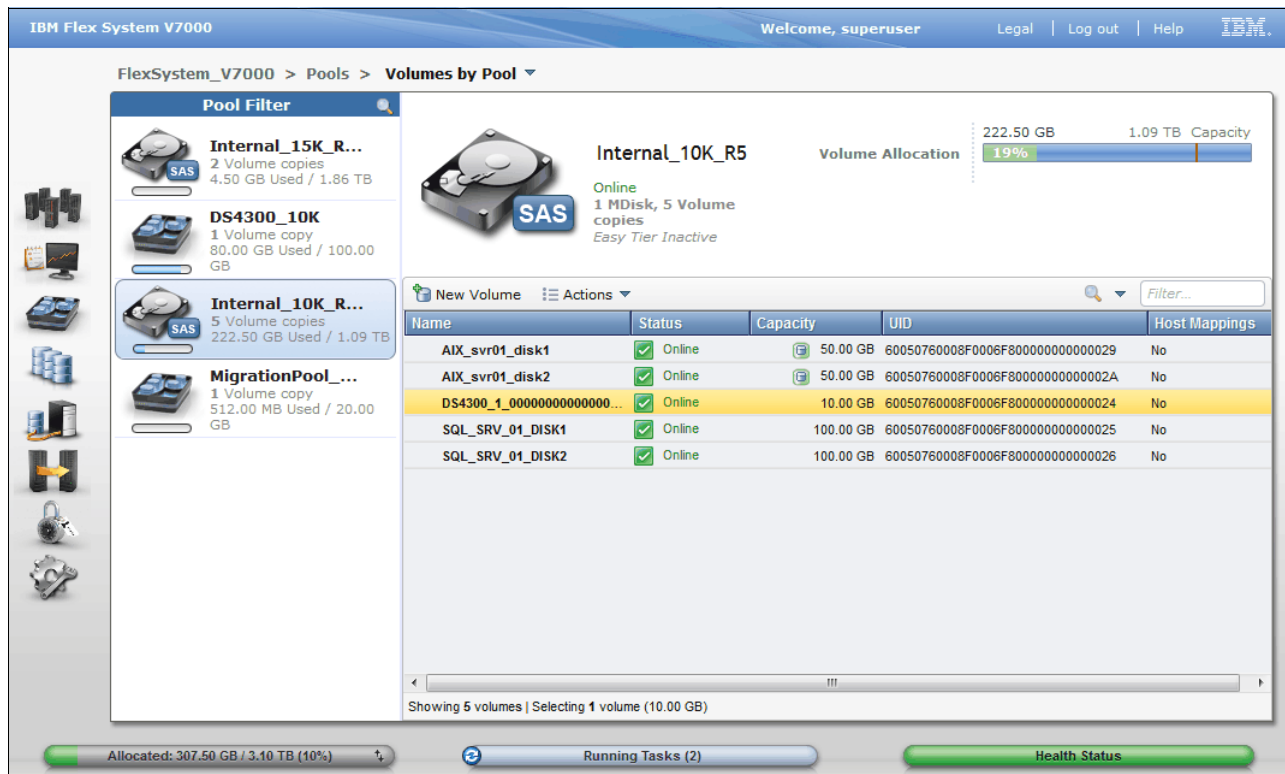 IBM Flex System V7000
Welcome, superuser
Legal | Log out | Help
IBM.
FlexSystem_V7000 > Pools > Volumes by Pool
Pool Filter
Internal_15K_R...
2 Volume copies
4.50 GB Used / 1.86 TB
SAS
DS4300_10K
1 Volume copy
80.00 GB Used / 100.00
GB
Internal_10K_R...
5 Volume copies
222.50 GB Used / 1.09 TB
SAS
MigrationPool_...
1 Volume copy
512.00 MB Used / 20.00
GB
SAS
Internal_10K_R5
Online
1 MDisk, 5 Volume
copies
Easy Tier Inactive
Volume Allocation
222.50 GB
1.09 TB Capacity
19%
New Volume Actions
Filter...
Name Status Capacity UID Host Mappings
AIX_svr01_disk1 Online 50.00 GB 60050760008F0006F800000000000029 No
AIX_svr01_disk2 Online 50.00 GB 60050760008F0006F80000000000002A No
DS4300_1_00000000000000... Online 10.00 GB 60050760008F0006F800000000000024 No
SQL_SRV_01_DISK1 Online 100.00 GB 60050760008F0006F800000000000025 No
SQL_SRV_01_DISK2 Online 100.00 GB 60050760008F0006F800000000000026 No
Showing 5 volumes | Selecting 1 volume (10.00 GB)
Allocated: 307.50 GB / 3.10 TB (10%)
Running Tasks (2)
Health Status